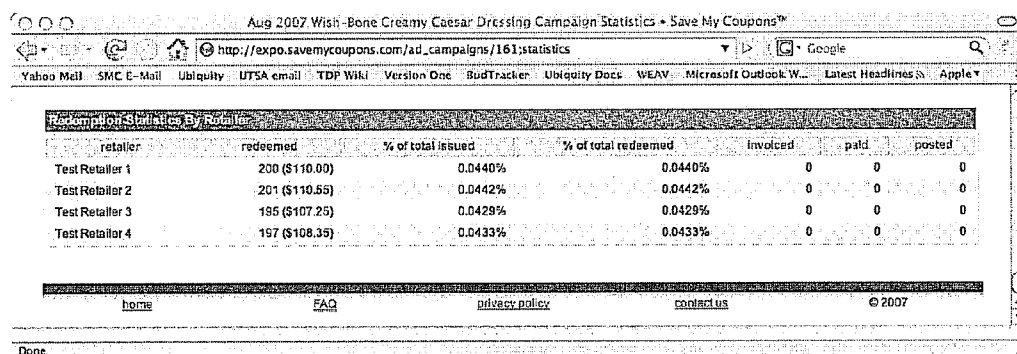 Aug 2007 Wish-Bone Creamy Caesar Dressing Campaign Statistics • Save My Coupons™
http://expo.savemycoupons.com/ad_campaigns/161;statistics Google
Yahoo Mail SMC E-Mail Ubiquity UTSA email TDP Wiki Version One BudTracker Ubiquity Docs WEAV Microsoft Outlook W... Latest Headlines Apple
Redemption Statistics By Retailer
retailer redeemed % of total issued % of total redeemed invoiced paid posted
Test Retailer 1 200 ($110.00) 0.0440% 0.0440% 0 0 0
Test Retailer 2 201 ($110.55) 0.0442% 0.0442% 0 0 0
Test Retailer 3 195 ($107.25) 0.0429% 0.0429% 0 0 0
Test Retailer 4 197 ($108.35) 0.0433% 0.0433% 0 0 0
home FAQ privacy policy contact us © 2007
Done